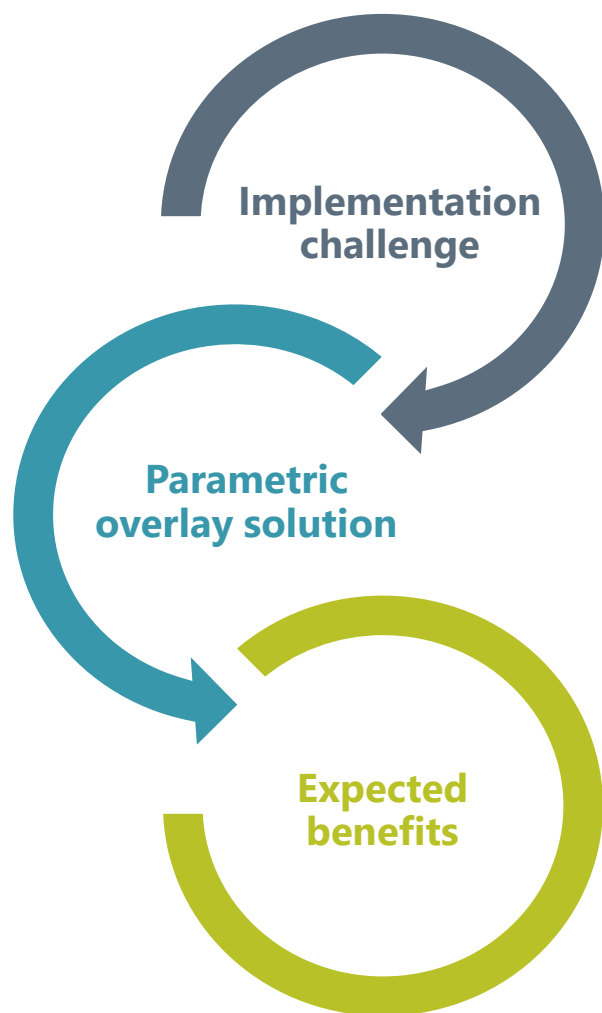 Implementation
challenge
Parametric
overlay solution
Expected
benefits